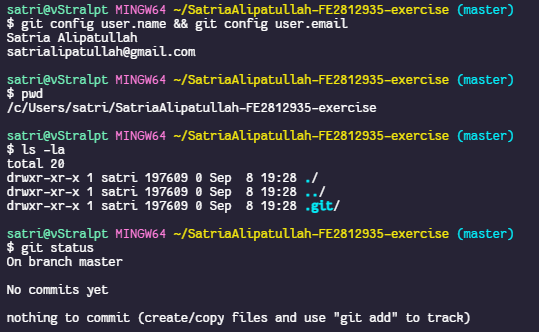 satri@vStralpt MINGW64 ~/SatriaAlipatullah-FE2812935-exercise (master)
$ git config user.name && git config user.email
Satria Alipatullah
satrialipatullah@gmail.com

satri@vStralpt MINGW64 ~/SatriaAlipatullah-FE2812935-exercise (master)
$ pwd
/c/Users/satri/SatriaAlipatullah-FE2812935-exercise

satri@vStralpt MINGW64 ~/SatriaAlipatullah-FE2812935-exercise (master)
$ ls -la
total 20
drwxr-xr-x 1 satri 197609 0 Sep  8 19:28 ./
drwxr-xr-x 1 satri 197609 0 Sep  8 19:28 ../
drwxr-xr-x 1 satri 197609 0 Sep  8 19:28 .git/

satri@vStralpt MINGW64 ~/SatriaAlipatullah-FE2812935-exercise (master)
$ git status
On branch master

No commits yet

nothing to commit (create/copy files and use "git add" to track)